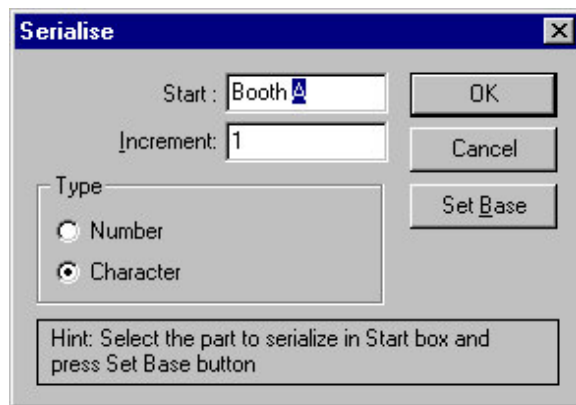 Serialise
Start : Booth A
OK
Increment: 1
Cancel
Type
Set Base
Number
Character
Hint: Select the part to serialize in Start box and
press Set Base button